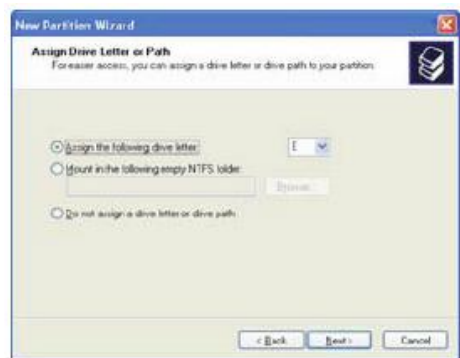 New Partition Wizard
Assign Drive Letter or Path
For easier access, you can assign a drive letter or drive path to your partition.
Assign the following drive letter: E
Mount in the following empty NTFS folder:
Browse...
Do not assign a drive letter or drive path
< Back Next > Cancel